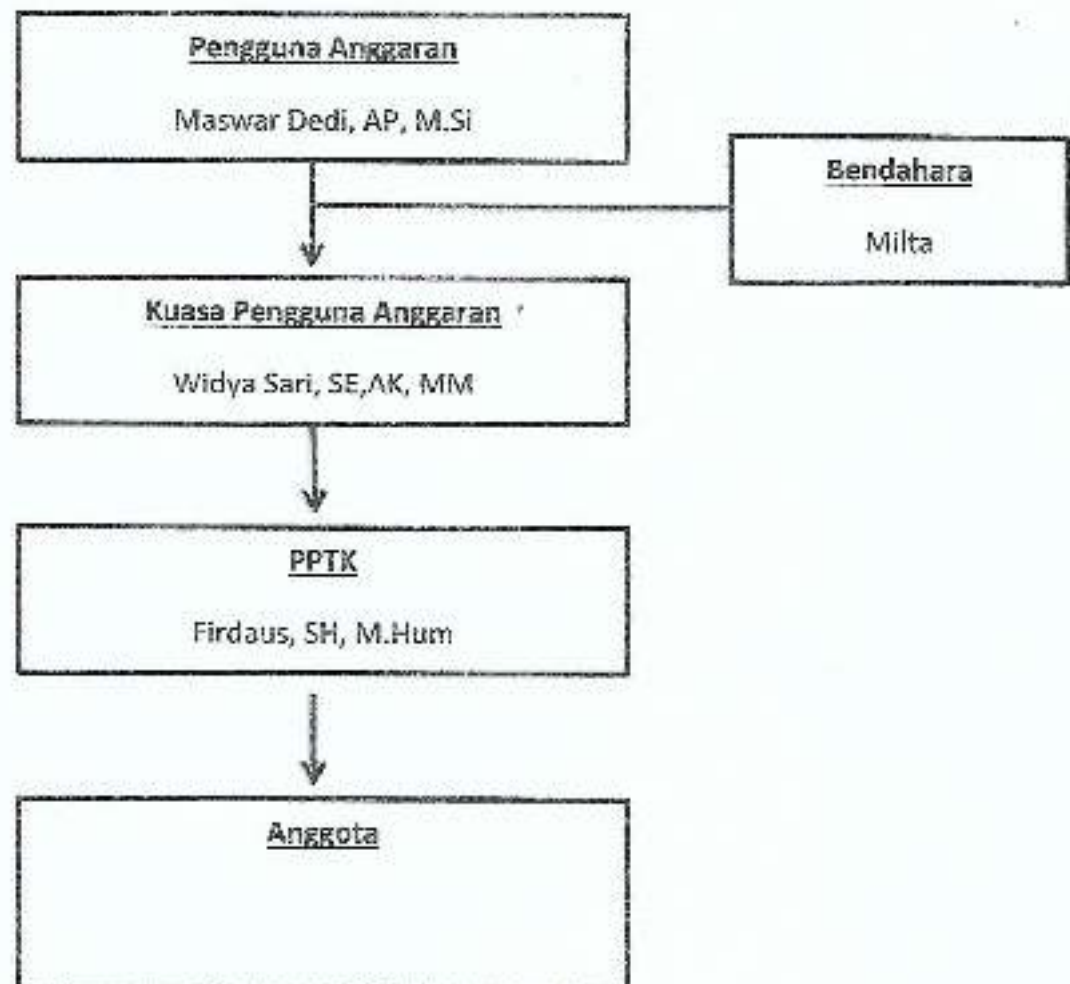 Pengguna Anggaran
Maswar Dedi, AP, M.Si
Bendahara
Milta
Kuasa Pengguna Anggaran
Widya Sari, SE,AK, MM
PPTK
Firdaus, SH, M.Hum
Anggota